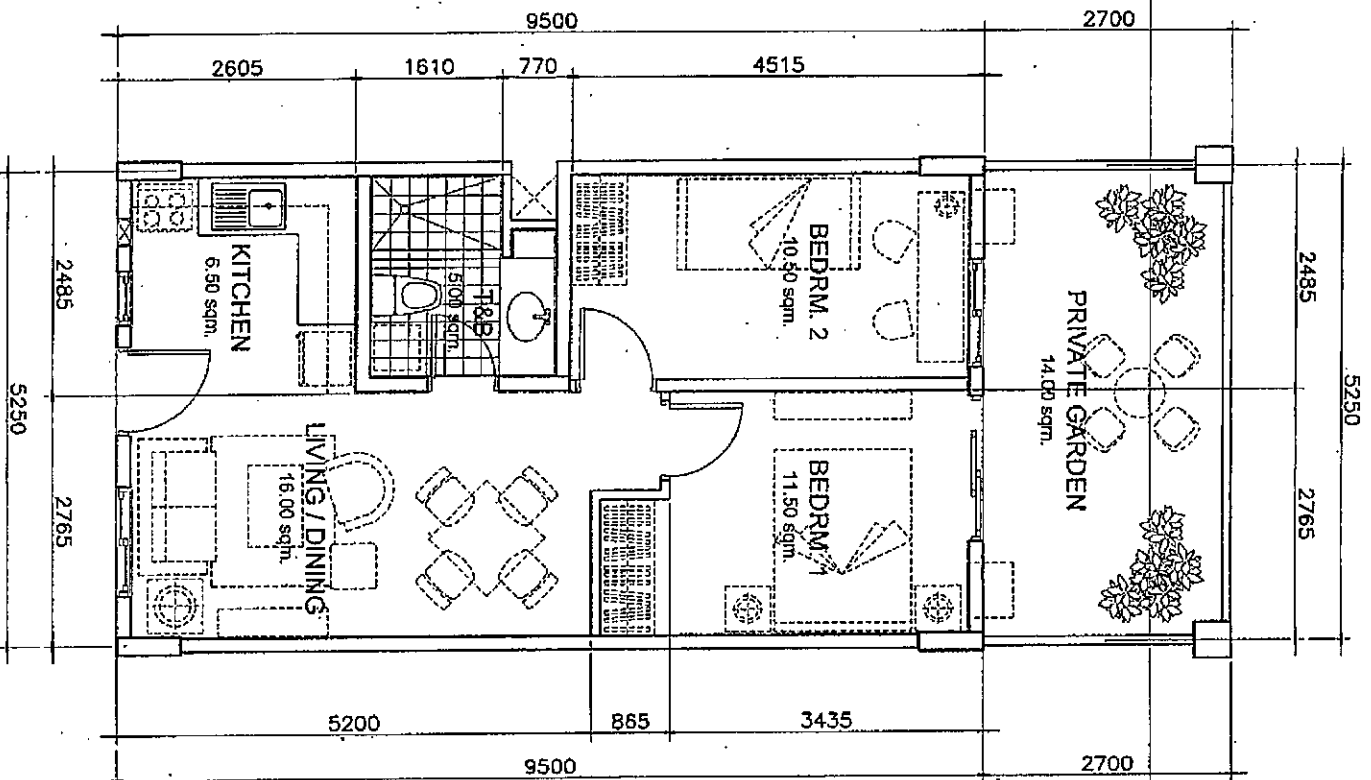 9500
2700
2605
1610
770
4515
KITCHEN
6.50 sqm.
T&B
5.00 sqm.
BEDRM. 2
10.50 sqm.
PRIVATE GARDEN
14.00 sqm.
LIVING / DINING
16.00 sqm.
BEDRM. 1
11.50 sqm.
2485
2765
5250
2485
2765
5250
5200
865
3435
9500
2700